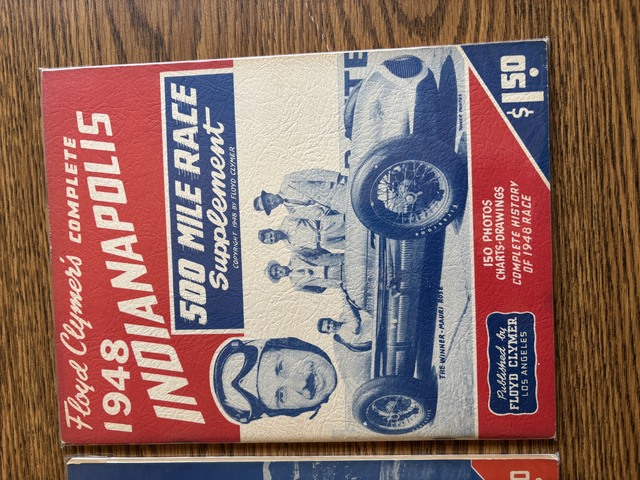 Floyd Clymer's COMPLETE
1948
INDIANAPOLIS
500 MILE RACE
Supplement
COPYRIGHT 1948 BY FLOYD CLYMER
THE WINNER - MAURI ROSE
Firestone
150 PHOTOS
CHARTS-DRAWINGS
COMPLETE HISTORY
OF 1948 RACE
$1.50
Published by
FLOYD CLYMER
LOS ANGELES